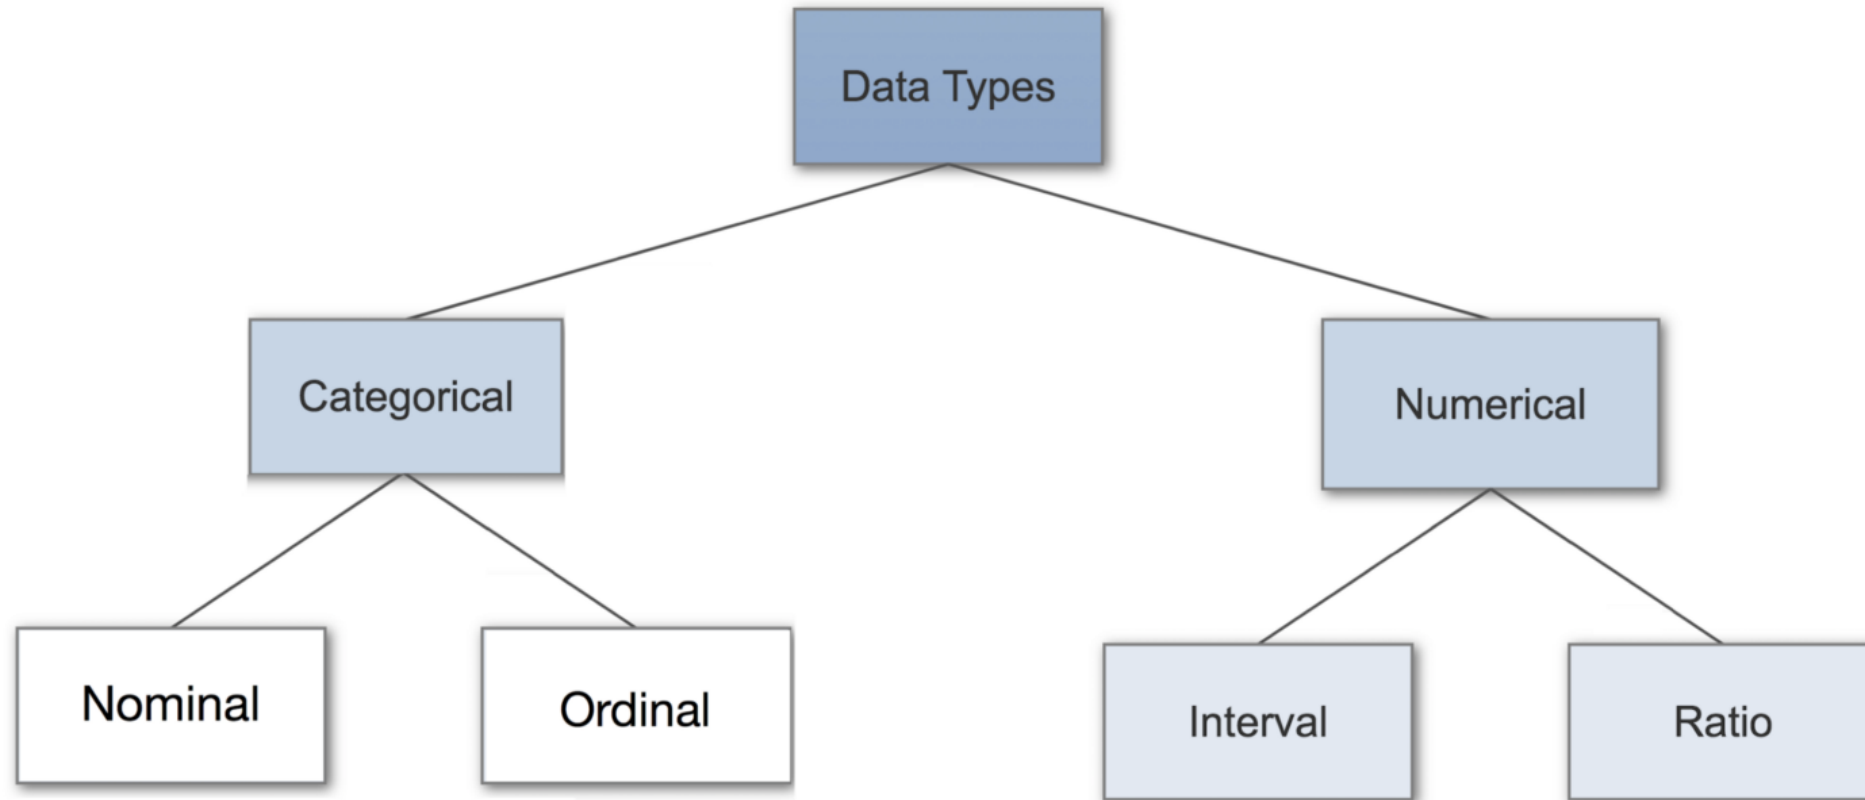 Data Types
Categorical
Numerical
Nominal
Ordinal
Interval
Ratio